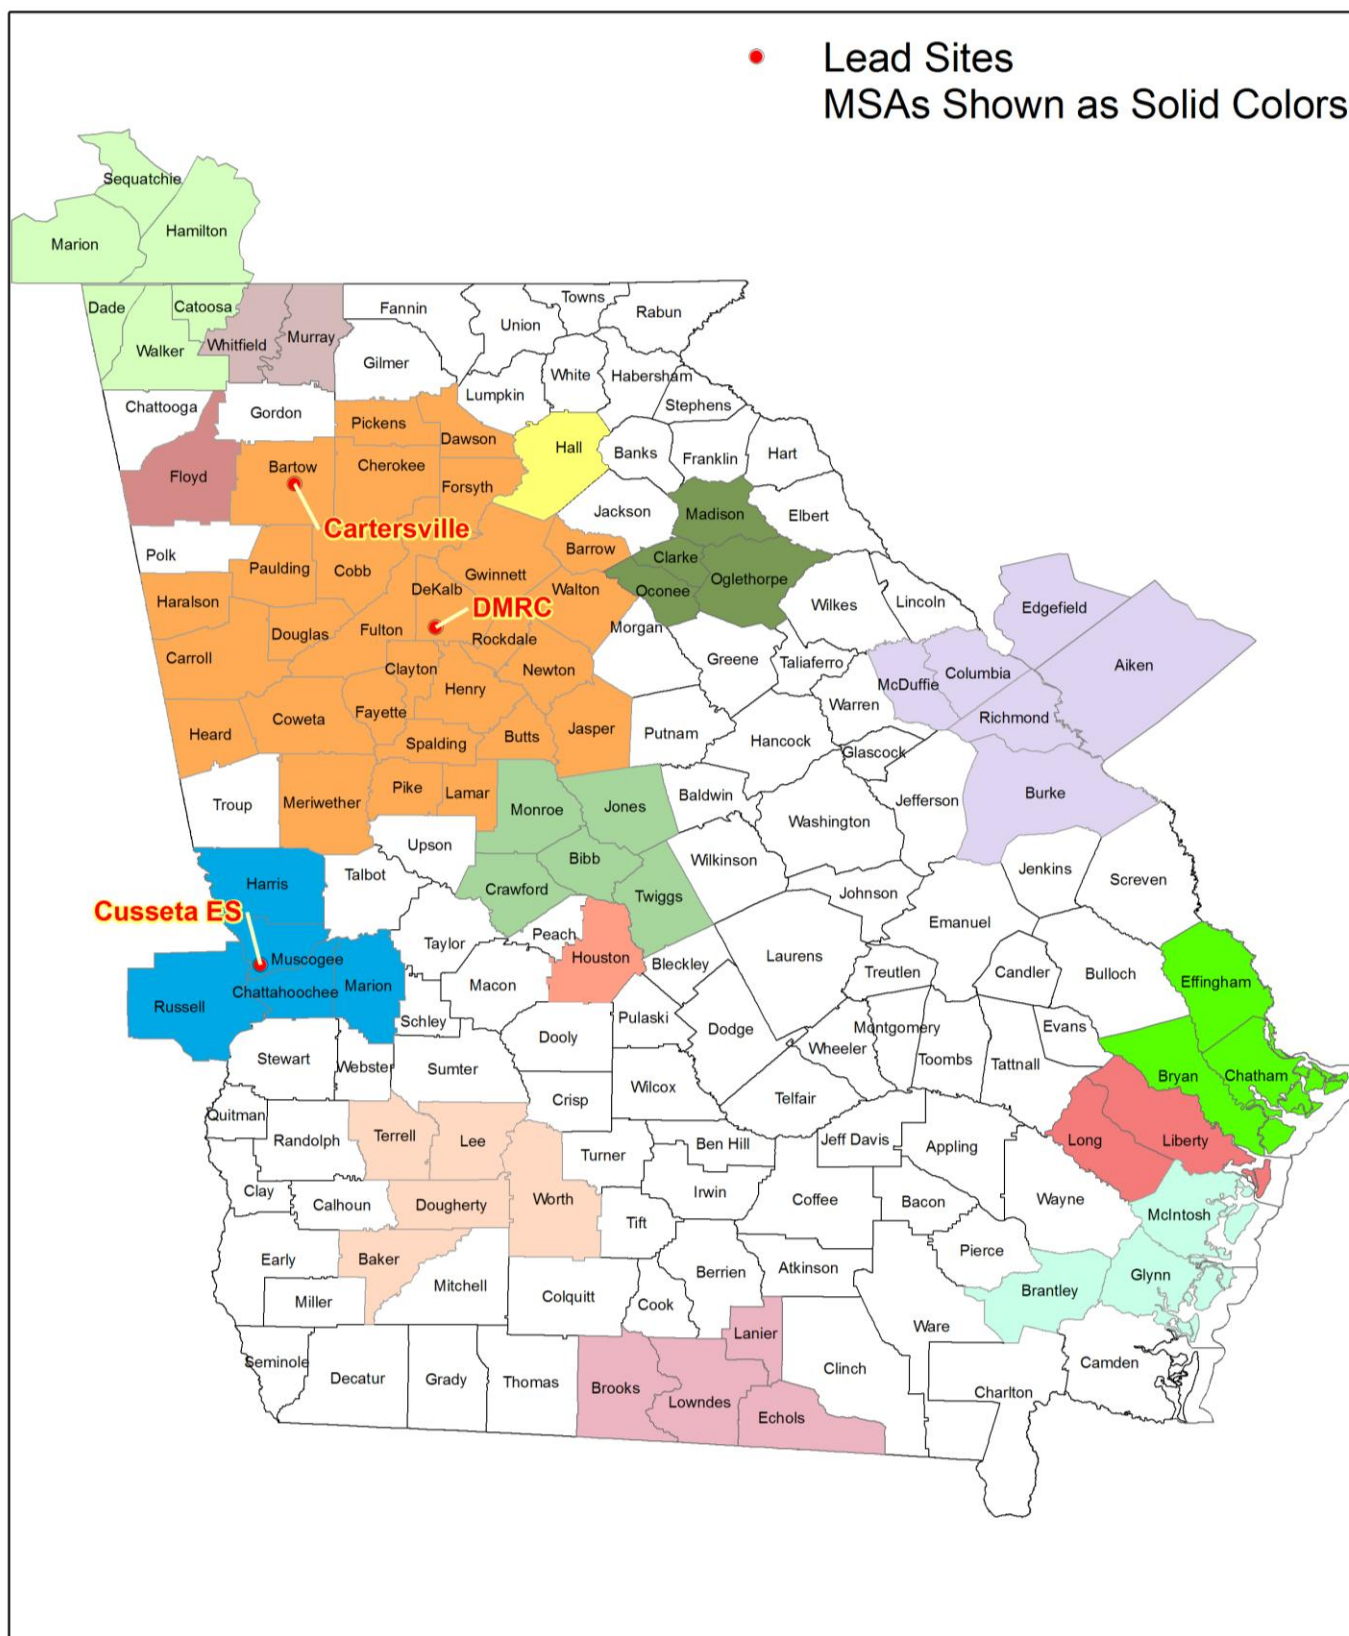 Lead Sites
MSAs Shown as Solid Colors
Sequatchie
Hamilton
Marion
Dade
Catoosa
Walker
Whitfield
Murray
Fannin
Union
Towns
Rabun
Gilmer
White
Habersham
Lumpkin
Stephens
Chattooga
Gordon
Pickens
Dawson
Hall
Banks
Franklin
Hart
Floyd
Bartow
Cherokee
Forsyth
Jackson
Madison
Elbert
Cartersville
Polk
Paulding
Cobb
Gwinnett
Barrow
Clarke
Oglethorpe
Haralson
DeKalb
Walton
Oconee
DMRC
Wilkes
Lincoln
Edgefield
Douglas
Fulton
Rockdale
Morgan
Carroll
Clayton
Newton
Greene
Taliaferro
McDuffie
Columbia
Aiken
Henry
Heard
Coweta
Fayette
Jasper
Putnam
Warren
Richmond
Spalding
Butts
Hancock
Glascock
Troup
Meriwether
Pike
Lamar
Monroe
Jones
Baldwin
Jefferson
Burke
Washington
Upson
Bibb
Wilkinson
Harris
Talbot
Crawford
Twiggs
Johnson
Jenkins
Screven
Cusseta ES
Emanuel
Taylor
Peach
Muscogee
Houston
Bleckley
Laurens
Treutlen
Candler
Bulloch
Effingham
Russell
Chattahoochee
Marion
Macon
Schley
Pulaski
Dodge
Montgomery
Evans
Stewart
Webster
Sumter
Dooly
Wheeler
Toombs
Tattnall
Bryan
Chatham
Wilcox
Crisp
Telfair
Quitman
Randolph
Terrell
Lee
Turner
Ben Hill
Jeff Davis
Appling
Long
Liberty
Clay
Calhoun
Dougherty
Worth
Irwin
Coffee
Bacon
Wayne
McIntosh
Tift
Early
Baker
Mitchell
Berrien
Atkinson
Pierce
Glynn
Brantley
Miller
Colquitt
Cook
Lanier
Ware
Seminole
Decatur
Grady
Thomas
Brooks
Lowndes
Echols
Clinch
Charlton
Camden